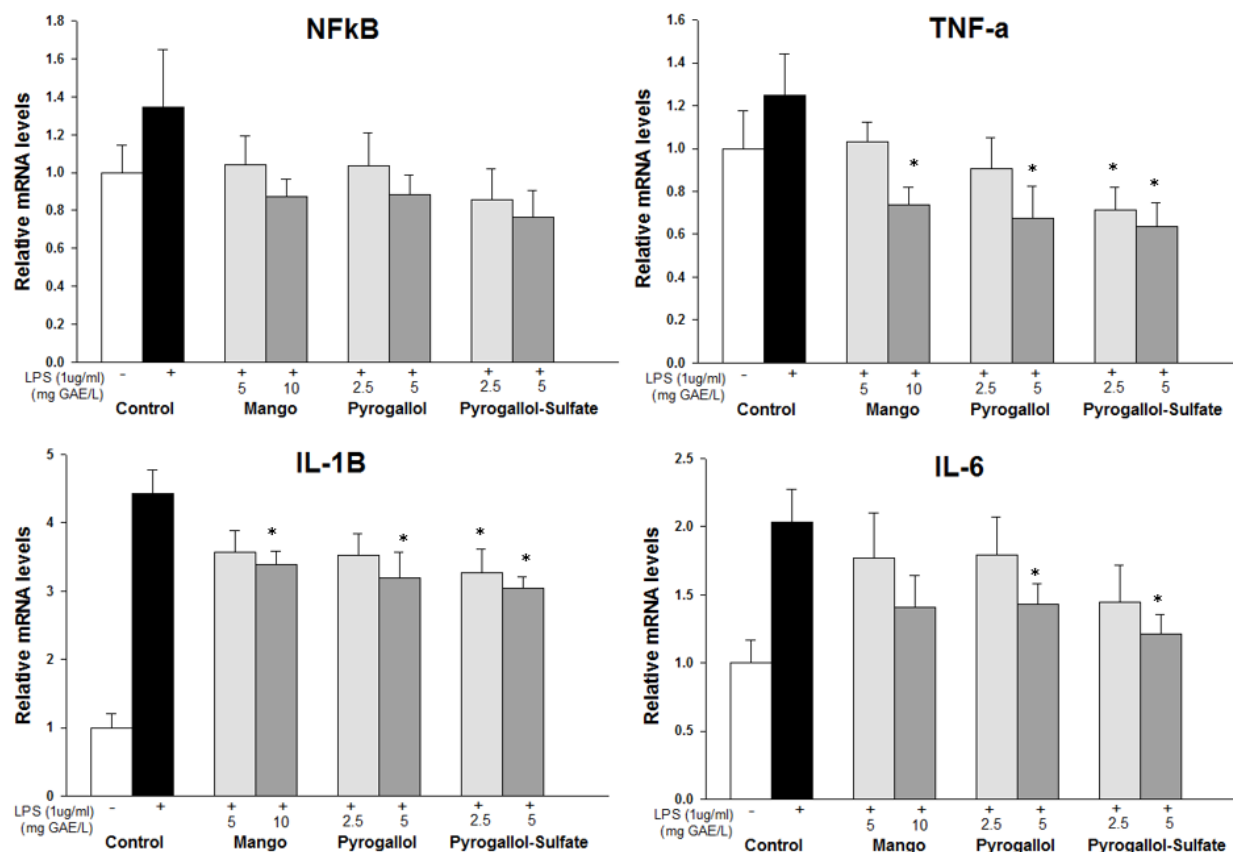 NFkB
Relative mRNA levels
1.8
1.6
1.4
1.2
1.0
0.8
0.6
0.4
0.2
0.0
LPS (1ug/ml) - + + + + + + +
(mg GAE/L) 5 10 2.5 5 2.5 5
Control Mango Pyrogallol Pyrogallol-Sulfate
TNF-a
Relative mRNA levels
1.6
1.4
1.2
1.0
0.8
0.6
0.4
0.2
0.0
* * * *
LPS (1ug/ml) - + + + + + + +
(mg GAE/L) 5 10 2.5 5 2.5 5
Control Mango Pyrogallol Pyrogallol-Sulfate
IL-1B
Relative mRNA levels
5
4
3
2
1
0
* * * *
LPS (1ug/ml) - + + + + + + +
(mg GAE/L) 5 10 2.5 5 2.5 5
Control Mango Pyrogallol Pyrogallol-Sulfate
IL-6
Relative mRNA levels
2.5
2.0
1.5
1.0
0.5
0.0
* *
LPS (1ug/ml) - + + + + + + +
(mg GAE/L) 5 10 2.5 5 2.5 5
Control Mango Pyrogallol Pyrogallol-Sulfate